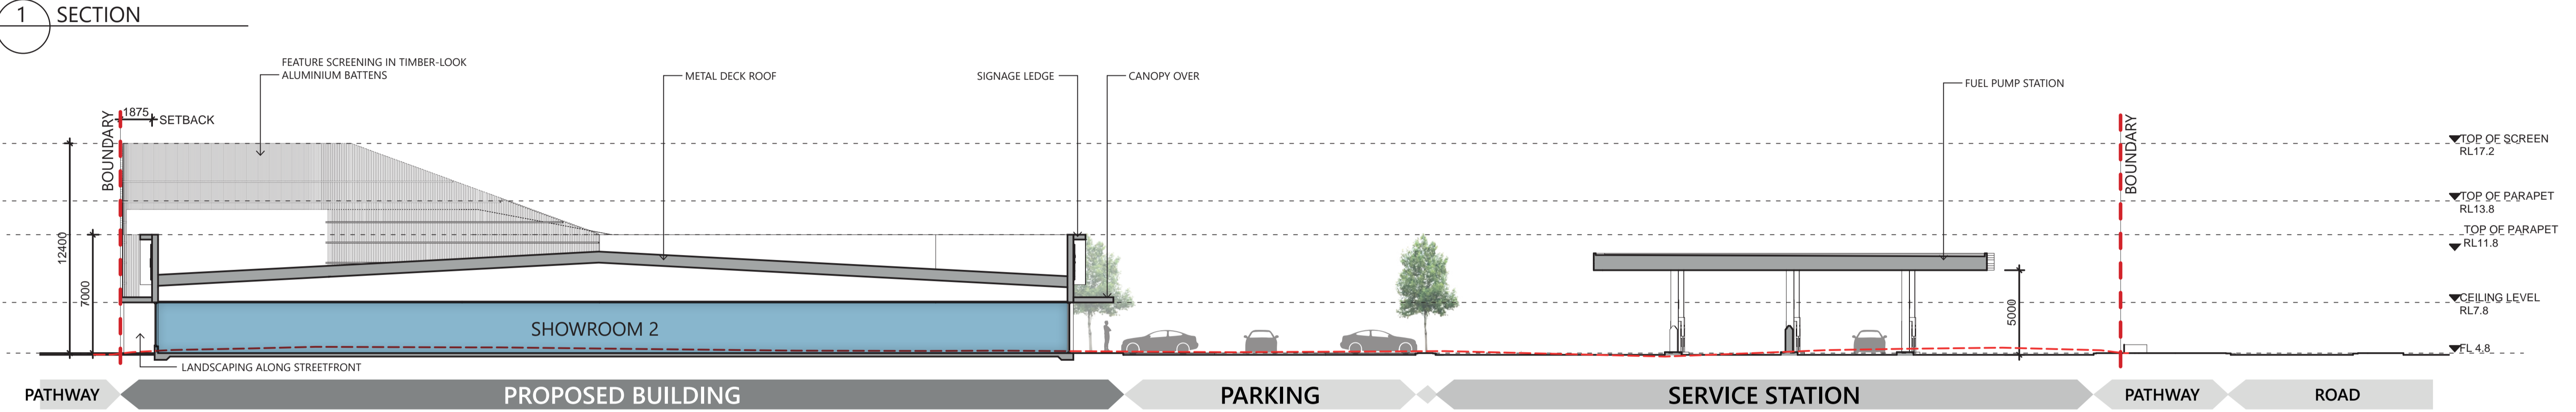 1 SECTION
FEATURE SCREENING IN TIMBER-LOOK
ALUMINIUM BATTENS
METAL DECK ROOF
SIGNAGE LEDGE
CANOPY OVER
FUEL PUMP STATION
BOUNDARY
1875
SETBACK
BOUNDARY
TOP OF SCREEN
RL17.2
TOP OF PARAPET
RL13.8
TOP OF PARAPET
RL11.8
12400
7000
5000
CEILING LEVEL
RL7.8
SHOWROOM 2
FL 4.8
LANDSCAPING ALONG STREETFRONT
PATHWAY
PROPOSED BUILDING
PARKING
SERVICE STATION
PATHWAY
ROAD